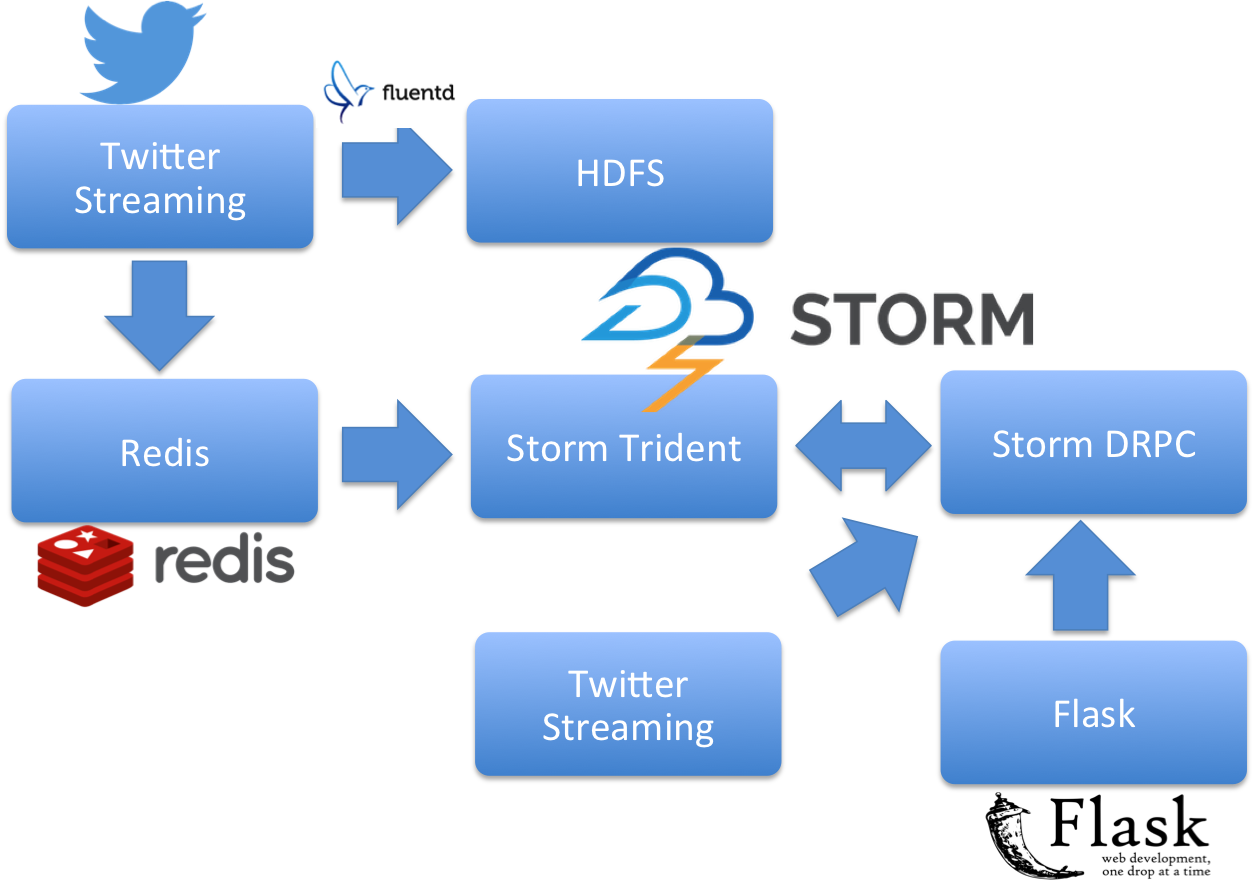 fluentd
Twitter
Streaming
HDFS
STORM
Redis
Storm Trident
Storm DRPC
redis
Twitter
Streaming
Flask
Flask
web development,
one drop at a time